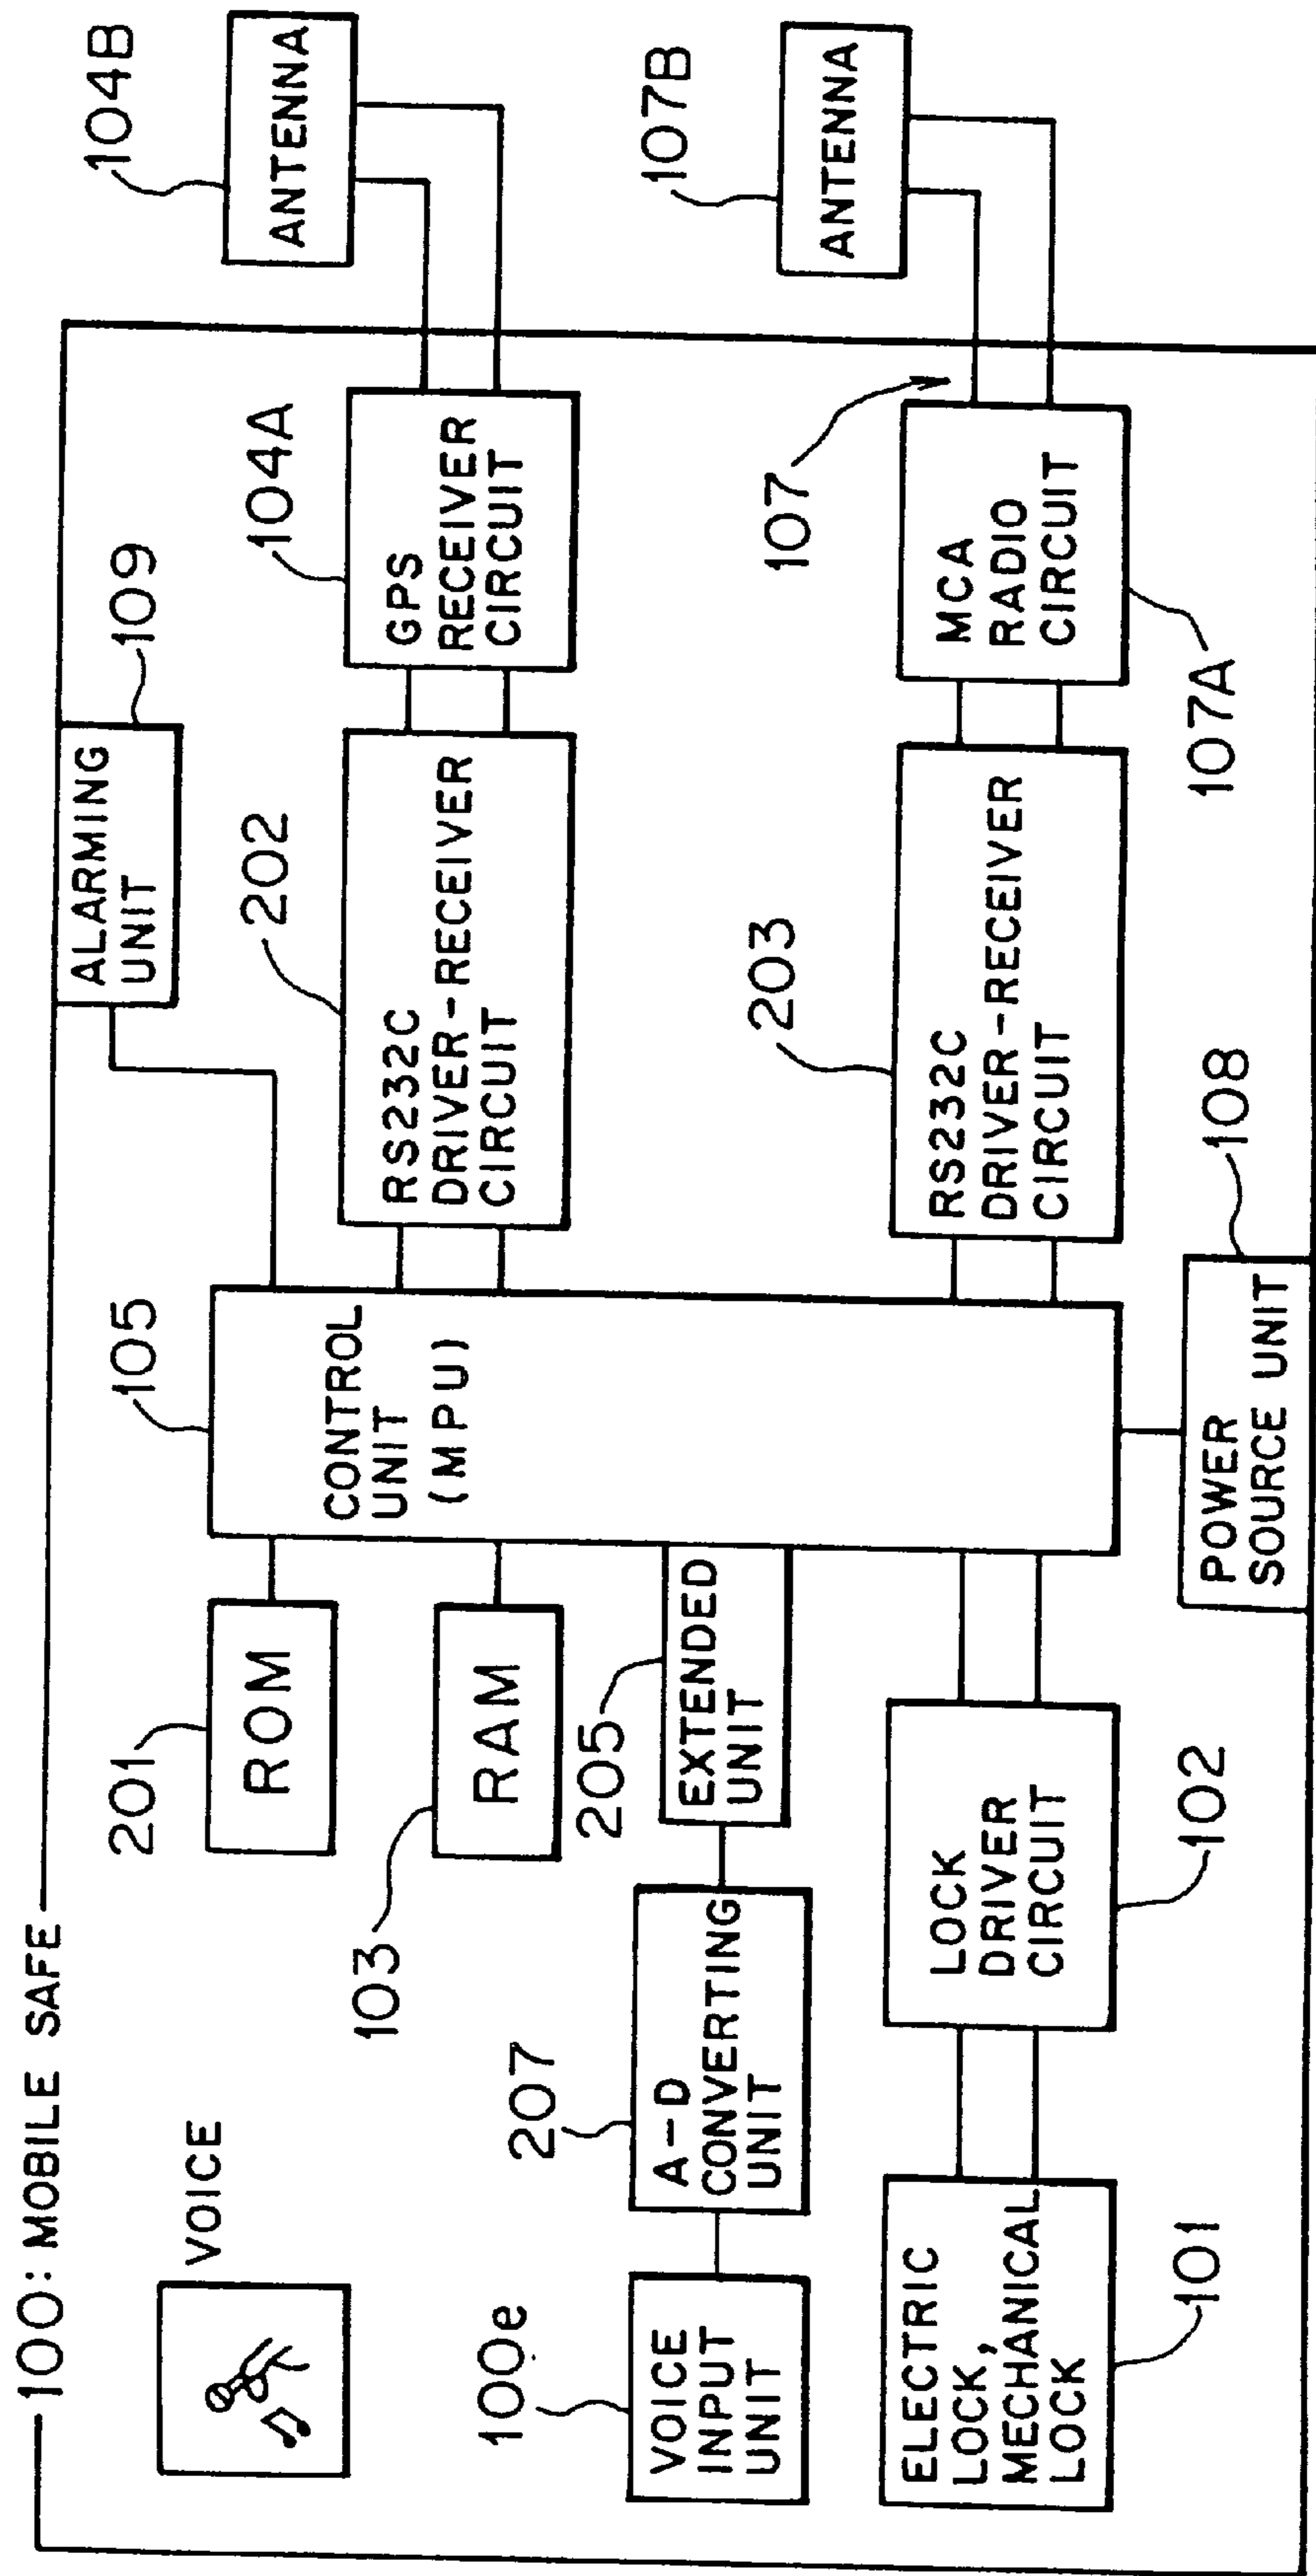 100: MOBILE SAFE
VOICE
201
ROM
103
RAM
105
CONTROL
UNIT
(MPU)
109
ALARMING
UNIT
202
RS232C
DRIVER-RECEIVER
CIRCUIT
104A
GPS
RECEIVER
CIRCUIT
104B
ANTENNA
100e
VOICE
INPUT
UNIT
207
A-D
CONVERTING
UNIT
205
EXTENDED
UNIT
ELECTRIC
LOCK,
MECHANICAL
LOCK
101
LOCK
DRIVER
CIRCUIT
102
203
RS232C
DRIVER-RECEIVER
CIRCUIT
107
MCA
RADIO
CIRCUIT
107A
107B
ANTENNA
108
POWER
SOURCE UNIT